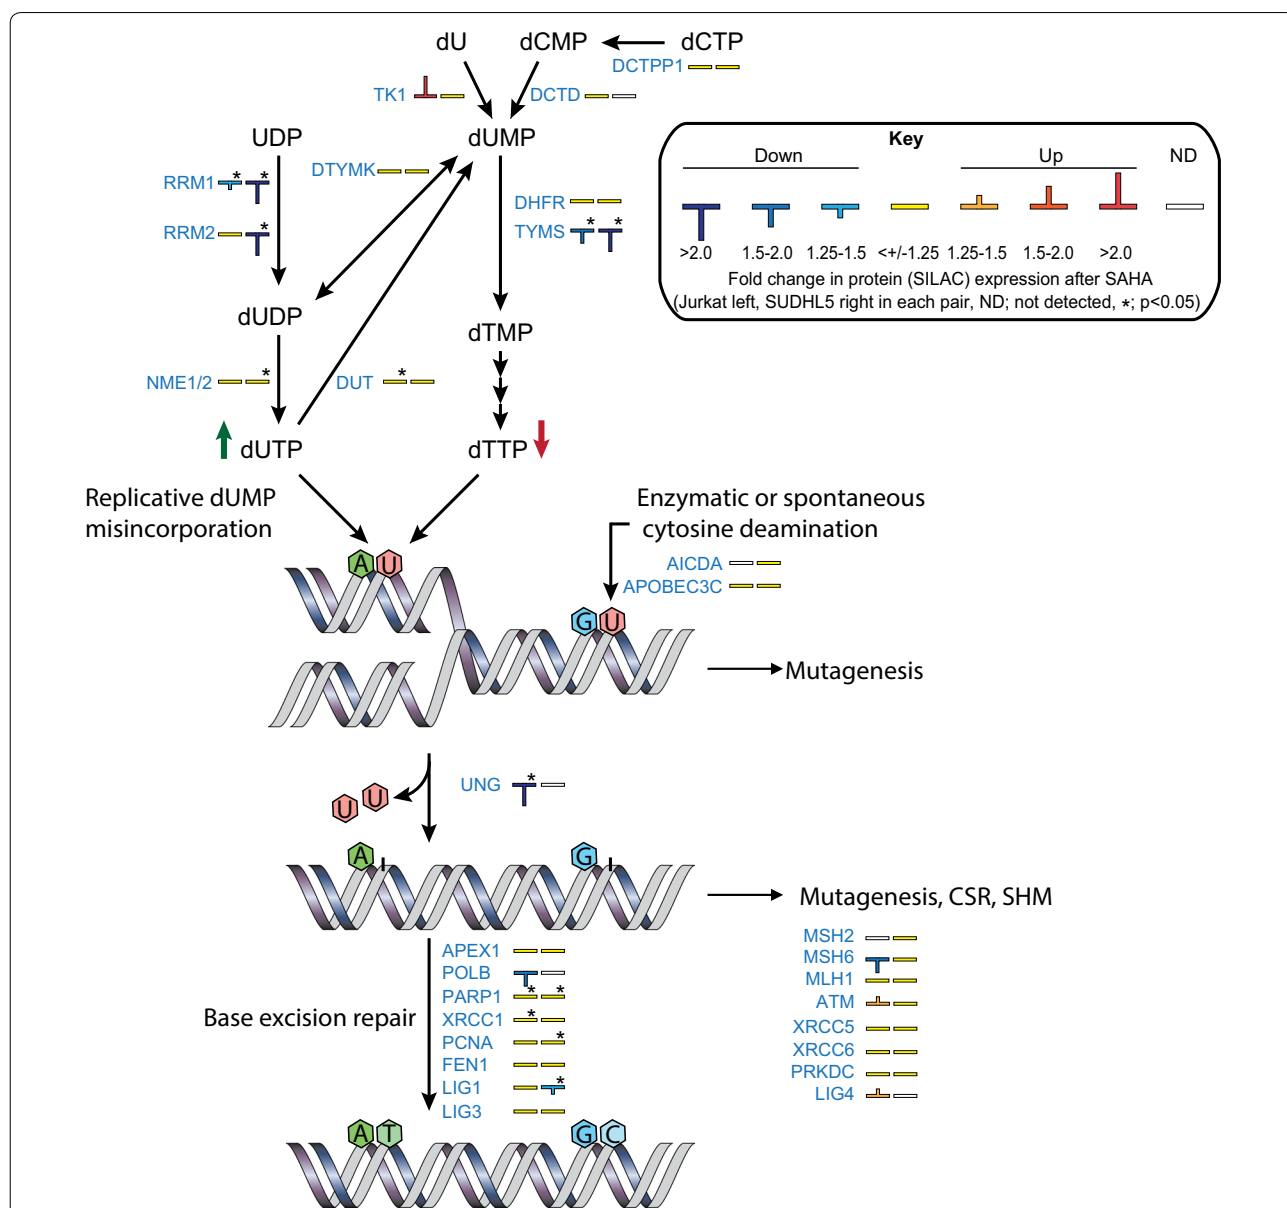 dU dCMP dCTP
DCTPP1
TK1 DCTD
UDP dUMP
Key
Down Up ND
DTYMK
RRM1 * *
DHFR
RRM2 *
TYMS * *
>2.0 1.5-2.0 1.25-1.5 <+/-1.25 1.25-1.5 1.5-2.0 >2.0
Fold change in protein (SILAC) expression after SAHA
(Jurkat left, SUDHL5 right in each pair, ND; not detected, *; p<0.05)
dUDP dTMP
NME1/2 * DUT *
dUTP dTTP
Replicative dUMP
misincorporation
Enzymatic or spontaneous
cytosine deamination
AICDA
APOBEC3C
A U
G U
Mutagenesis
UNG *
U U
A G
Mutagenesis, CSR, SHM
MSH2
MSH6
MLH1
ATM
XRCC5
XRCC6
PRKDC
LIG4
Base excision repair
APEX1
POLB
PARP1 * *
XRCC1 *
PCNA *
FEN1
LIG1 *
LIG3
A T G C